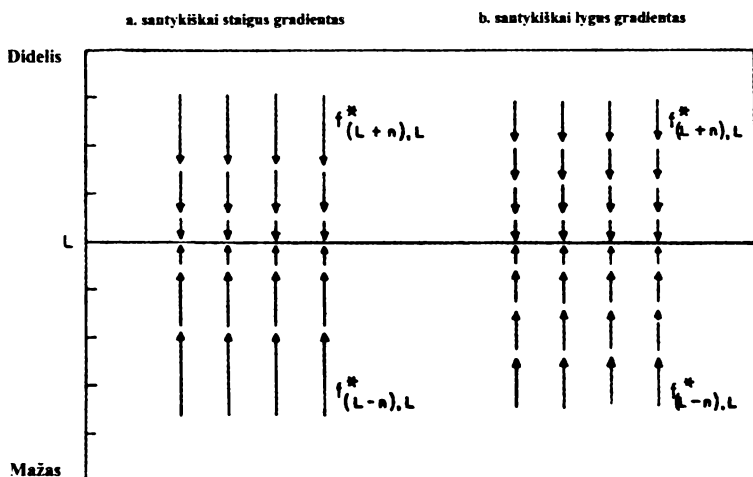 a. santykiškai staigus gradientas
b. santykiškai lygus gradientas
Didelis
f*(L+n),L
f*(L+n),L
L
f*(L-n),L
f*(L-n),L
Mažas